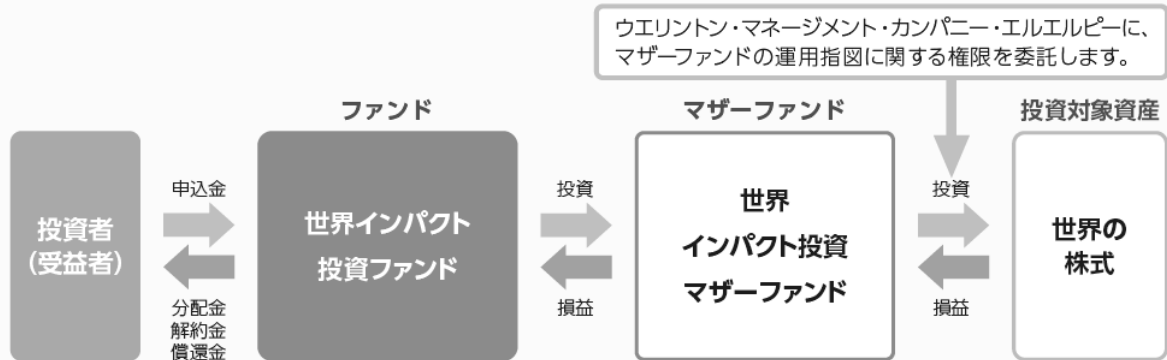 ウエリントン・マネージメント・カンパニー・エルエルピーに、
マザーファンドの運用指図に関する権限を委託します。
ファンド
マザーファンド
投資対象資産
投資者
（受益者）
申込金
分配金
解約金
償還金
世界インパクト
投資ファンド
投資
損益
世界
インパクト投資
マザーファンド
投資
損益
世界の
株式